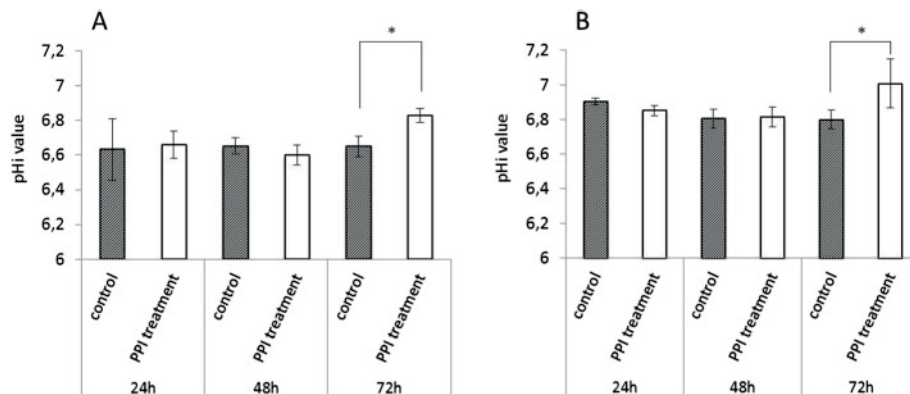 A
*
7,2
7
6,8
6,6
6,4
6,2
6
pHi value
control
PPI treatment
control
PPI treatment
control
PPI treatment
24h
48h
72h
B
*
7,2
7
6,8
6,6
6,4
6,2
6
pHi value
control
PPI treatment
control
PPI treatment
control
PPI treatment
24h
48h
72h